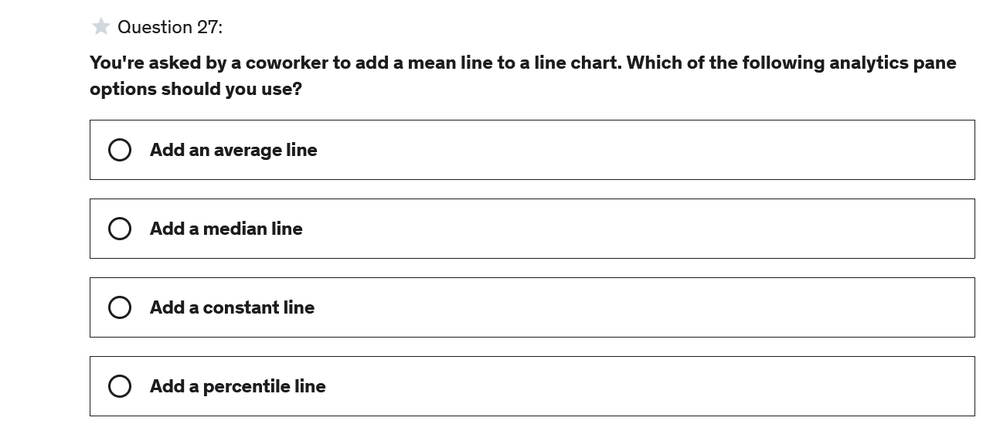 Question 27:
You're asked by a coworker to add a mean line to a line chart. Which of the following analytics pane
options should you use?
Add an average line
Add a median line
Add a constant line
Add a percentile line